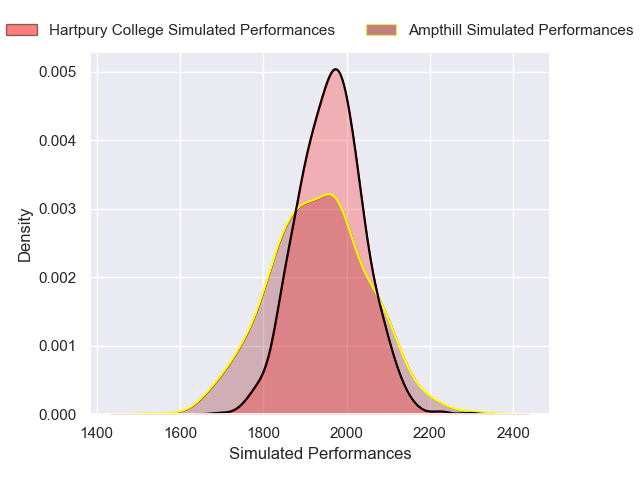 Hartpury College Simulated Performances
Ampthill Simulated Performances
0.005
0.004
0.003
0.002
0.001
0.000
Density
1400 1600 1800 2000 2200 2400
Simulated Performances